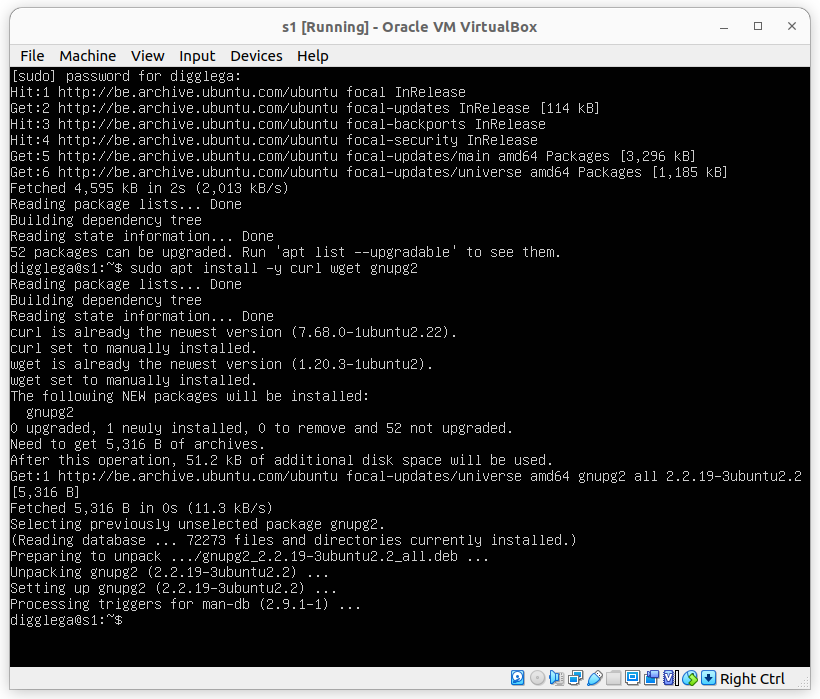 s1 [Running] - Oracle VM VirtualBox
File Machine View Input Devices Help
[sudo] password for digglega:
Hit:1 http://be.archive.ubuntu.com/ubuntu focal InRelease
Get:2 http://be.archive.ubuntu.com/ubuntu focal-updates InRelease [114 kB]
Hit:3 http://be.archive.ubuntu.com/ubuntu focal-backports InRelease
Hit:4 http://be.archive.ubuntu.com/ubuntu focal-security InRelease
Get:5 http://be.archive.ubuntu.com/ubuntu focal-updates/main amd64 Packages [3,296 kB]
Get:6 http://be.archive.ubuntu.com/ubuntu focal-updates/universe amd64 Packages [1,185 kB]
Fetched 4,595 kB in 2s (2,013 kB/s)
Reading package lists... Done
Building dependency tree
Reading state information... Done
52 packages can be upgraded. Run 'apt list --upgradable' to see them.
digglega@s1:~$ sudo apt install -y curl wget gnupg2
Reading package lists... Done
Building dependency tree
Reading state information... Done
curl is already the newest version (7.68.0-1ubuntu2.22).
curl set to manually installed.
wget is already the newest version (1.20.3-1ubuntu2).
wget set to manually installed.
The following NEW packages will be installed:
  gnupg2
0 upgraded, 1 newly installed, 0 to remove and 52 not upgraded.
Need to get 5,316 B of archives.
After this operation, 51.2 kB of additional disk space will be used.
Get:1 http://be.archive.ubuntu.com/ubuntu focal-updates/universe amd64 gnupg2 all 2.2.19-3ubuntu2.2
[5,316 B]
Fetched 5,316 B in 0s (11.3 kB/s)
Selecting previously unselected package gnupg2.
(Reading database ... 72273 files and directories currently installed.)
Preparing to unpack .../gnupg2_2.2.19-3ubuntu2.2_all.deb ...
Unpacking gnupg2 (2.2.19-3ubuntu2.2) ...
Setting up gnupg2 (2.2.19-3ubuntu2.2) ...
Processing triggers for man-db (2.9.1-1) ...
digglega@s1:~$
Right Ctrl